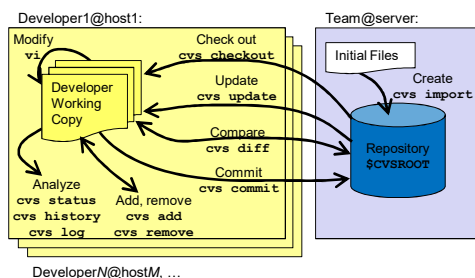 Developer1@host1:
Team@server:
Modify
vi
Check out
cvs checkout
Initial Files
Developer
Working
Copy
Update
cvs update
Create
cvs import
Compare
cvs diff
Repository
$CVSROOT
Commit
cvs commit
Analyze
cvs status
cvs history
cvs log
Add, remove
cvs add
cvs remove
DeveloperN@hostM, ...